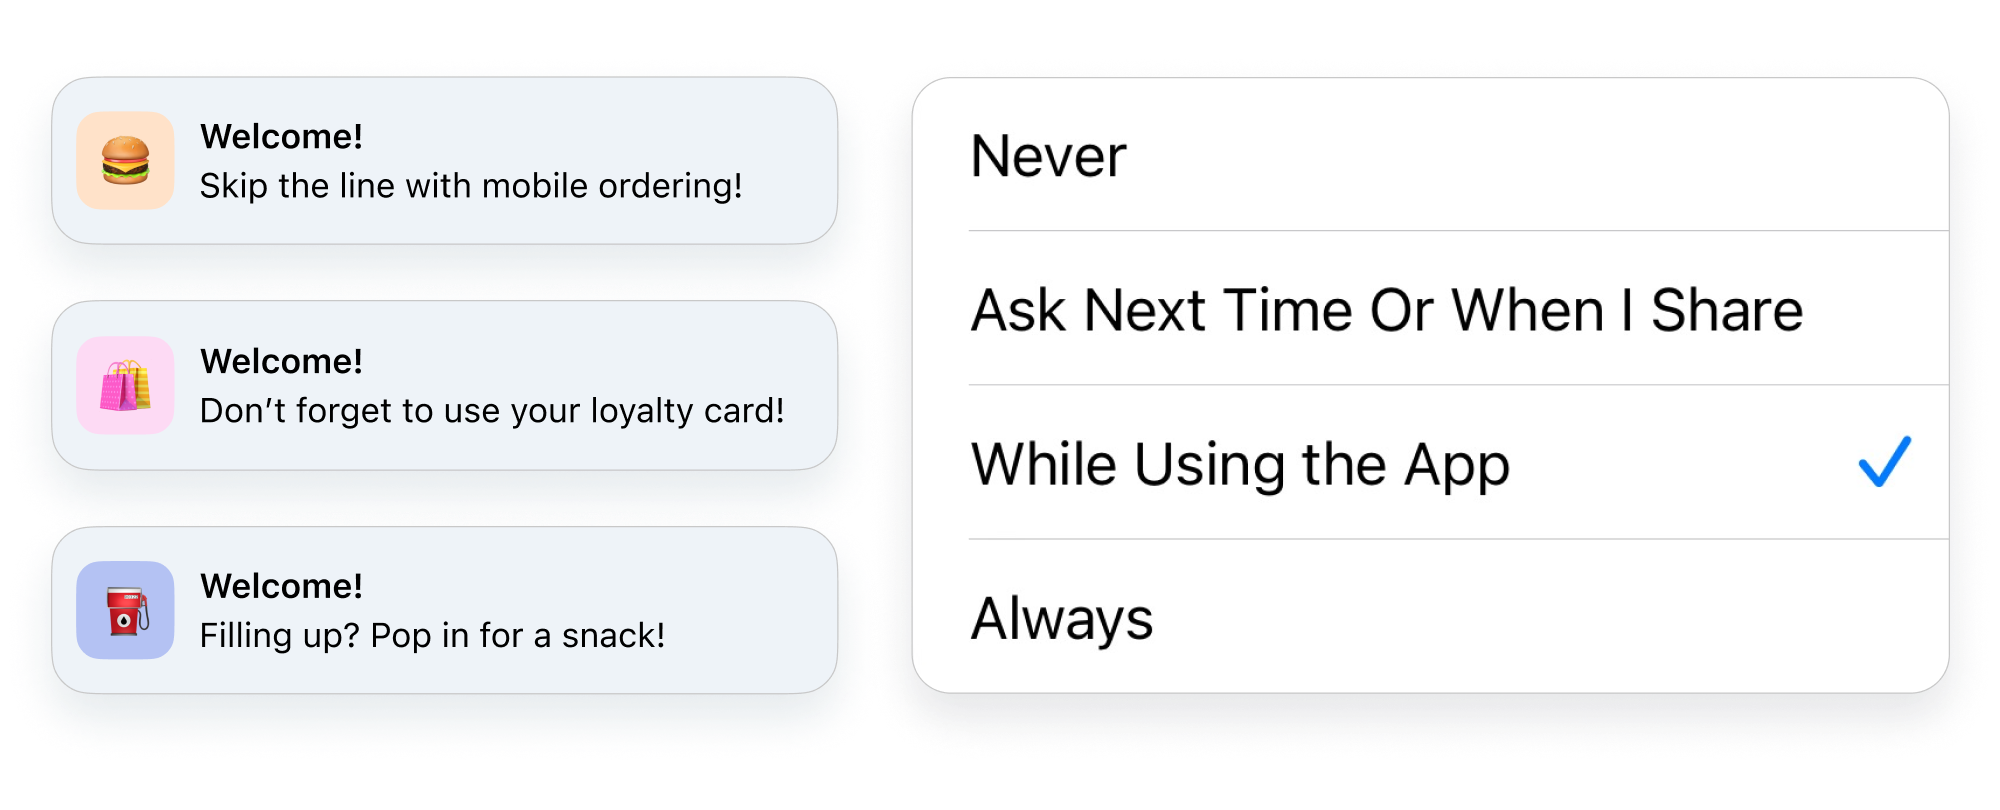 Welcome!
Skip the line with mobile ordering!
Welcome!
Don’t forget to use your loyalty card!
Welcome!
Filling up? Pop in for a snack!
Never
Ask Next Time Or When I Share
While Using the App
Always